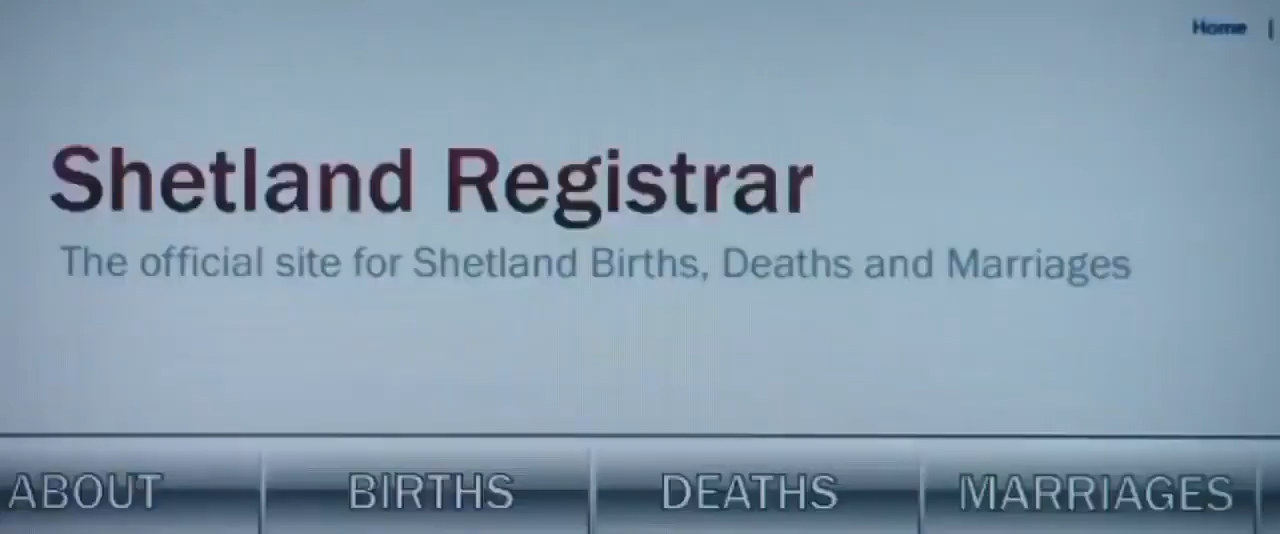 Home |
Shetland Registrar
The official site for Shetland Births, Deaths and Marriages
ABOUT BIRTHS DEATHS MARRIAGES